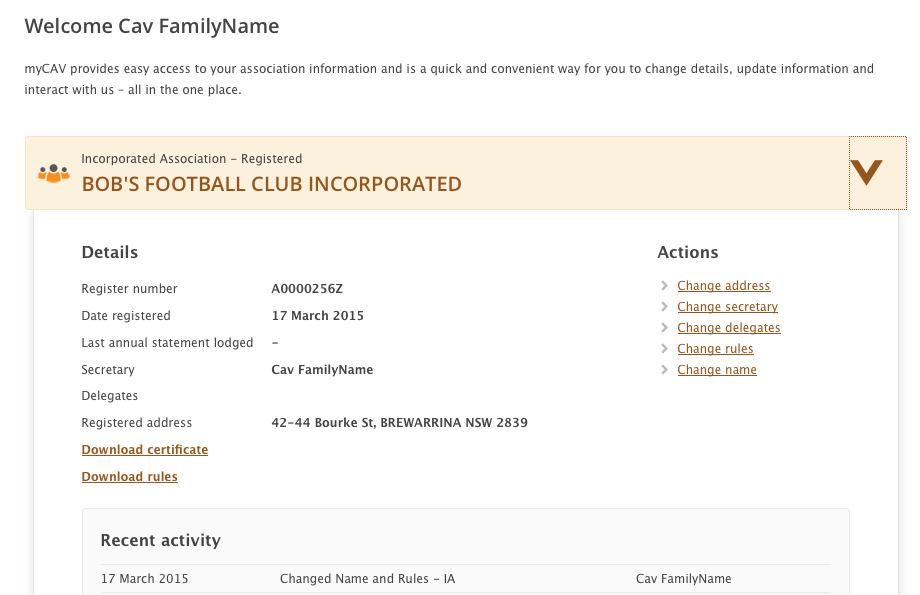 Welcome Cav FamilyName
myCAV provides easy access to your association information and is a quick and convenient way for you to change details, update information and
interact with us – all in the one place.
Incorporated Association – Registered
BOB'S FOOTBALL CLUB INCORPORATED
Details
Register number A0000256Z
Date registered 17 March 2015
Last annual statement lodged –
Secretary Cav FamilyName
Delegates
Registered address 42–44 Bourke St, BREWARRINA NSW 2839
Download certificate
Download rules
Actions
Change address
Change secretary
Change delegates
Change rules
Change name
Recent activity
17 March 2015 Changed Name and Rules – IA Cav FamilyName